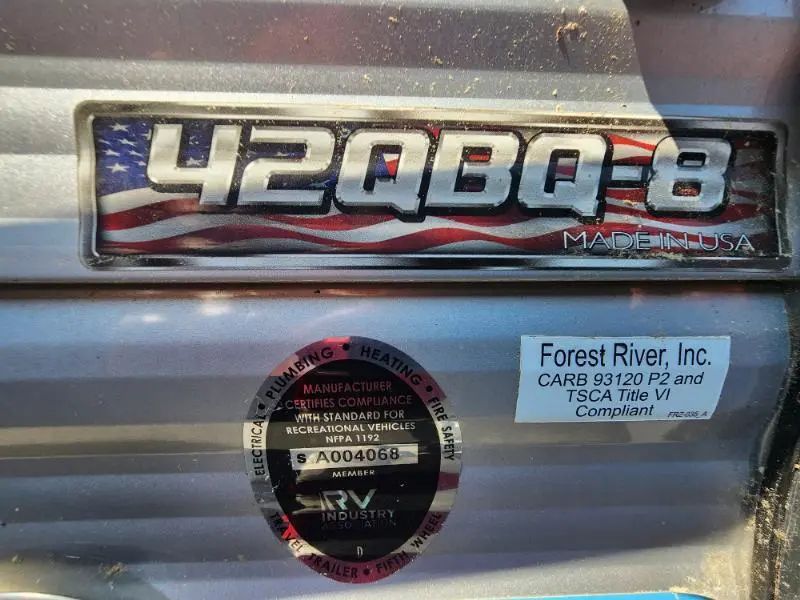 42QBQ-8
MADE IN USA
ELECTRICAL • PLUMBING • HEATING • FIRE SAFETY
MANUFACTURER
CERTIFIES COMPLIANCE
WITH STANDARD FOR
RECREATIONAL VEHICLES
NFPA 1192
S A004068
MEMBER
RV
INDUSTRY
ASSOCIATION
D
TRAVEL TRAILER • FIFTH WHEEL
Forest River, Inc.
CARB 93120 P2 and
TSCA Title VI
Compliant